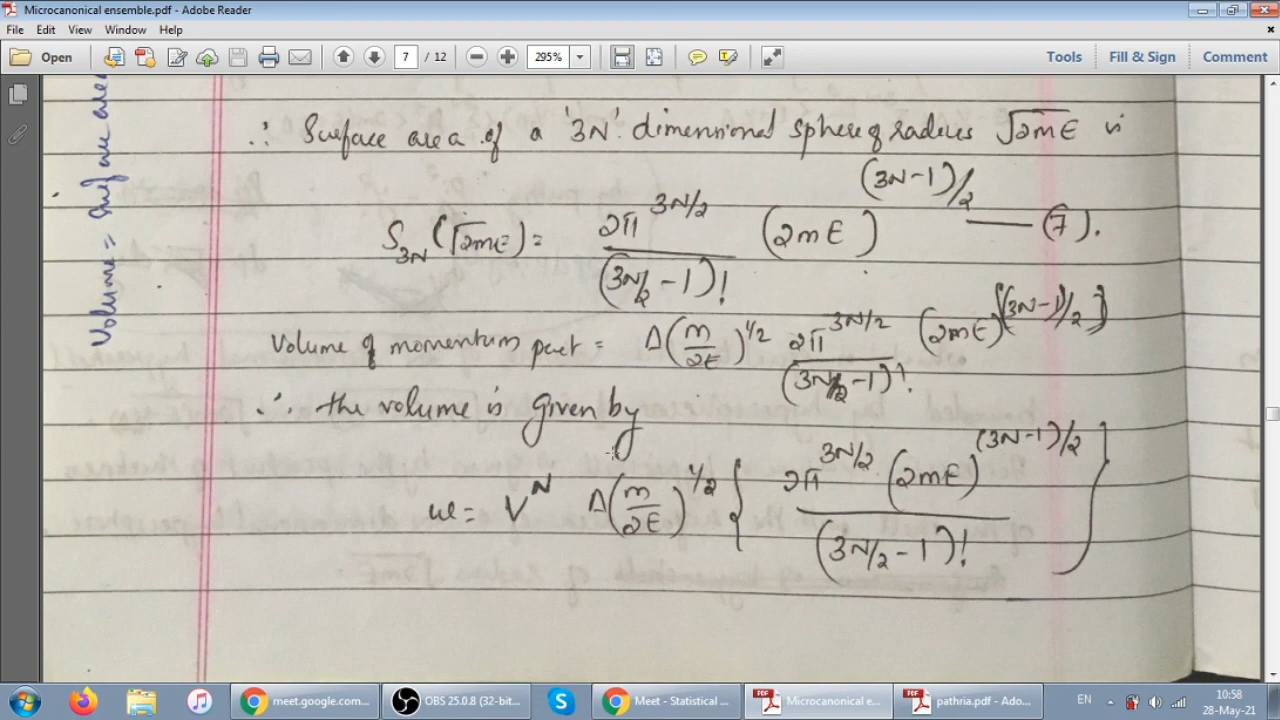 Microcanonical ensemble.pdf - Adobe Reader
File Edit View Window Help
Open 7 / 12 295% Tools Fill & Sign Comment
∴ Surface area of a '3N' dimensional sphere of radius √2mE is
S_3N (√2mE) = 2π^(3N/2) / (3N/2 - 1)! (2mE)^((3N-1)/2) —— (7).
Volume of momentum part = Δ(m/2E)^(1/2) 2π^(3N/2) / (3N/2 - 1)! (2mE)^[(3N-1)/2]
∴ the volume is given by
ω = V^N Δ(m/2E)^(1/2) { 2π^(3N/2) (2mE)^((3N-1)/2) / (3N/2 - 1)! }
Volume =
meet.google.com... OBS 25.0.8 (32-bit... Meet - Statistical ... Microcanonical e... pathria.pdf - Ado... EN 10:58
28-May-21